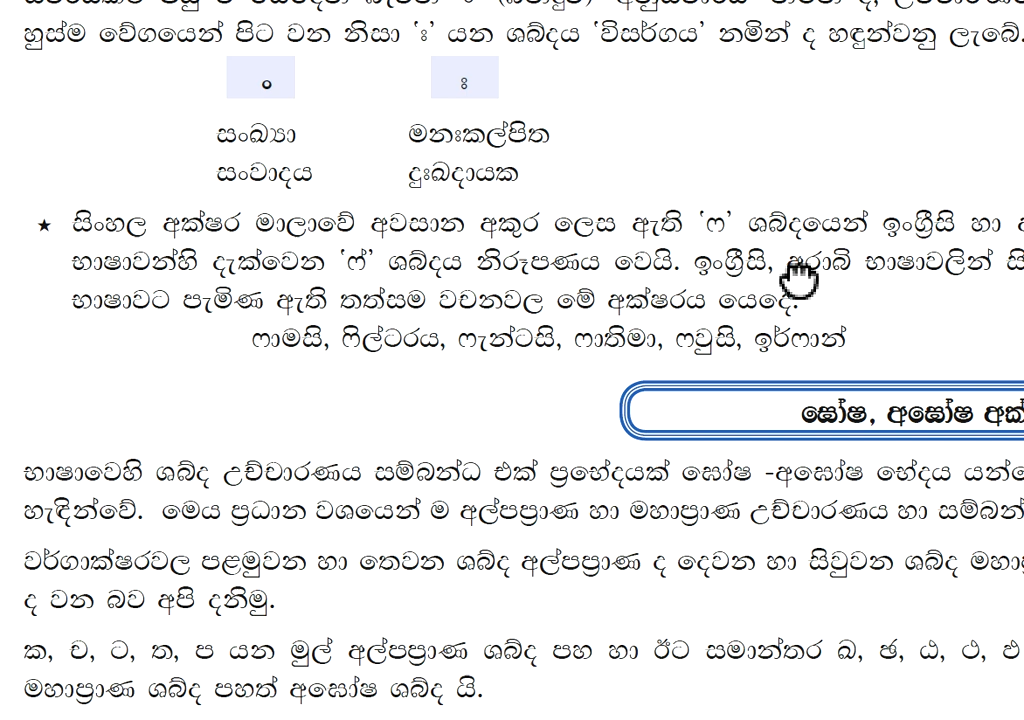 හුස්ම වේගයෙන් පිට වන නිසා ‘ඃ’ යන ශබ්දය ‘විසර්ගය’ නමින් ද හඳුන්වනු ලැබේ.
ං ඃ
සංඛ්‍යා මනඃකල්පිත
සංවාදය දුඃඛදායක
★ සිංහල අක්ෂර මාලාවේ අවසාන අකුර ලෙස ඇති ‘ෆ’ ශබ්දයෙන් ඉංග්‍රීසි හා
භාෂාවන්හි දැක්වෙන ‘ෆ්’ ශබ්දය නිරූපණය වෙයි. ඉංග්‍රීසි, අරාබි භාෂාවලින්
භාෂාවට පැමිණ ඇති තත්සම වචනවල මේ අක්ෂරය යෙදේ.
ෆාමසි, ෆිල්ටරය, ෆැන්ටසි, ෆාතිමා, ෆවුසි, ඉර්ෆාන්
ඝෝෂ, අඝෝෂ
භාෂාවෙහි ශබ්ද උච්චාරණය සම්බන්ධ එක් ප්‍රභේදයක් ඝෝෂ -අඝෝෂ භේදය
හැඳින්වේ. මෙය ප්‍රධාන වශයෙන් ම අල්පප්‍රාණ හා මහාප්‍රාණ උච්චාරණය හා
වර්ගාක්ෂරවල පළමුවන හා තෙවන ශබ්ද අල්පප්‍රාණ ද දෙවන හා සිවුවන ශබ්ද
ද වන බව අපි දනිමු.
ක, ච, ට, ත, ප යන මුල් අල්පප්‍රාණ ශබ්ද පහ හා ඊට සමාන්තර ඛ, ඡ, ඨ, ථ, ඵ
මහාප්‍රාණ ශබ්ද පහත් අඝෝෂ ශබ්ද යි.